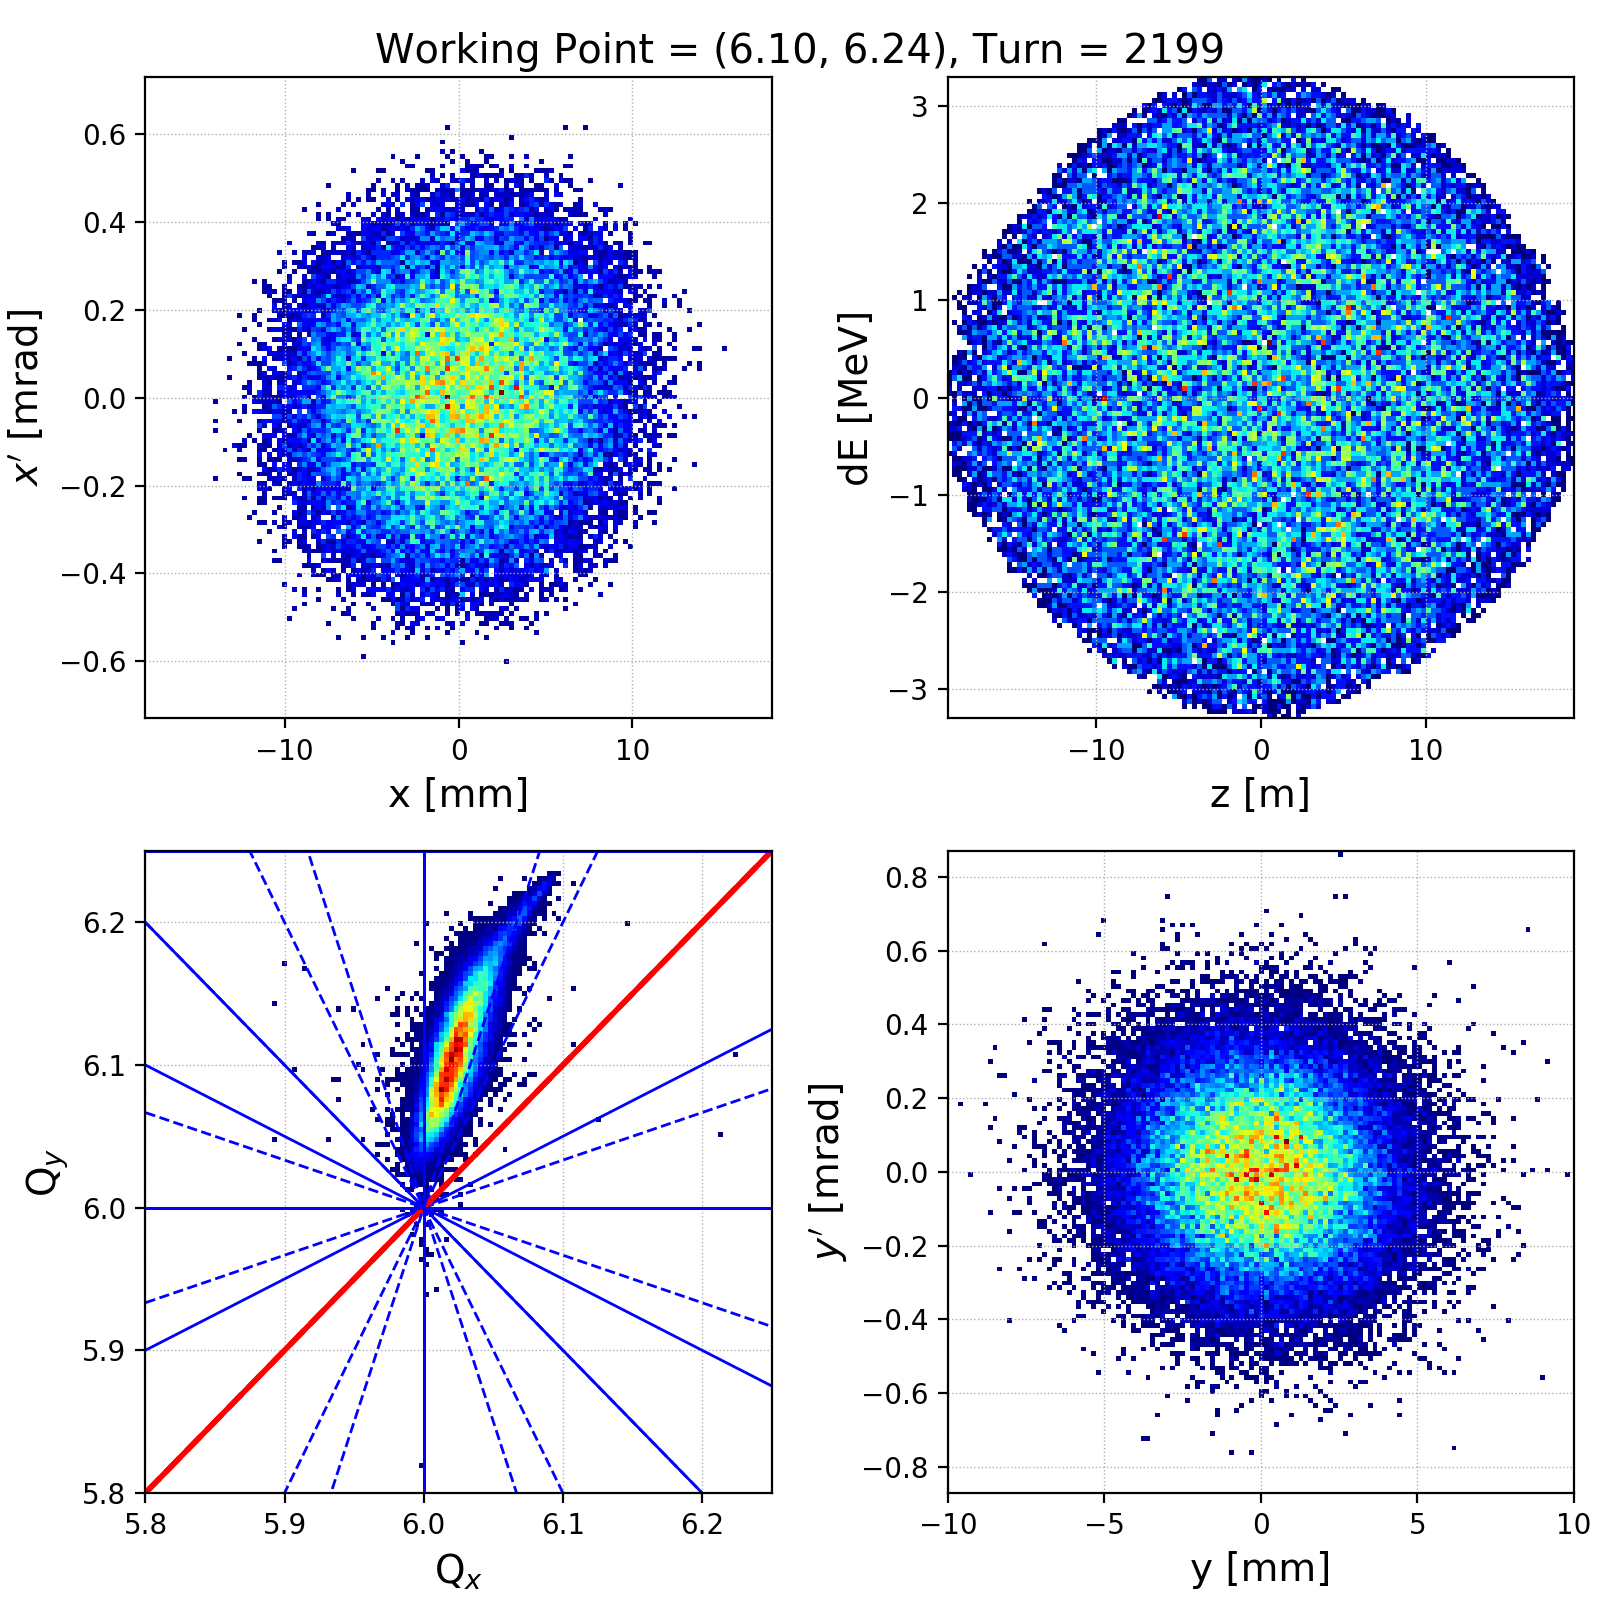 Working Point = (6.10, 6.24), Turn = 2199
0.6
0.4
0.2
0.0
−0.2
−0.4
−0.6
x′ [mrad]
−10 0 10
x [mm]
3
2
1
0
−1
−2
−3
dE [MeV]
−10 0 10
z [m]
6.2
6.1
6.0
5.9
5.8
Qy
5.8 5.9 6.0 6.1 6.2
Qx
0.8
0.6
0.4
0.2
0.0
−0.2
−0.4
−0.6
−0.8
y′ [mrad]
−10 −5 0 5 10
y [mm]